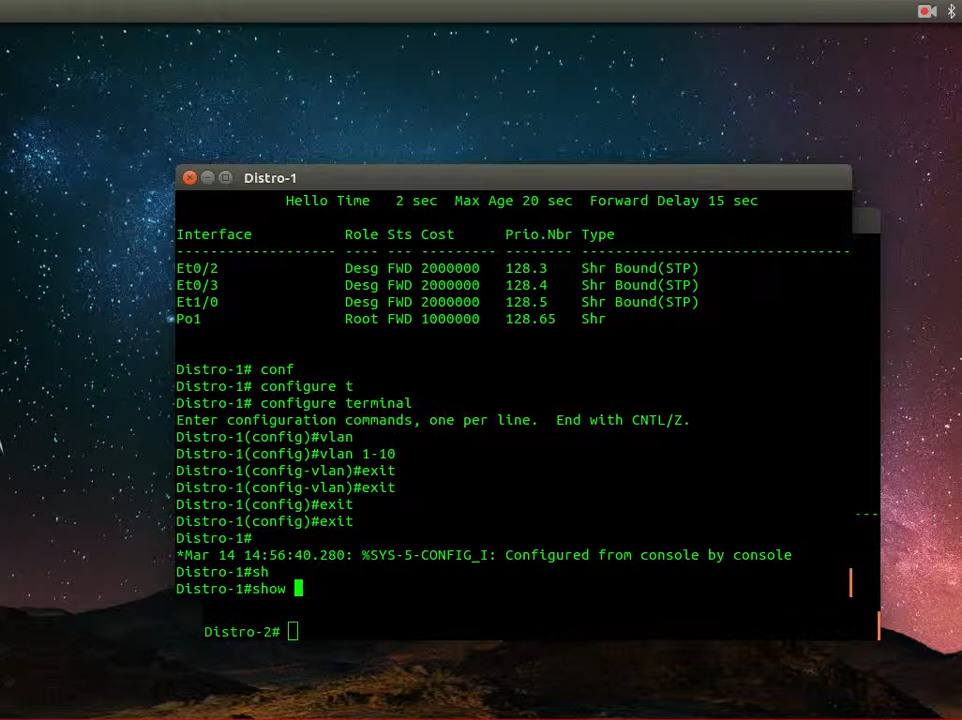 Distro-1
Hello Time   2 sec  Max Age 20 sec  Forward Delay 15 sec
Interface           Role Sts Cost      Prio.Nbr Type
------------------- ---- --- --------- -------- --------------------------------
Et0/2               Desg FWD 2000000   128.3    Shr Bound(STP)
Et0/3               Desg FWD 2000000   128.4    Shr Bound(STP)
Et1/0               Desg FWD 2000000   128.5    Shr Bound(STP)
Po1                 Root FWD 1000000   128.65   Shr
Distro-1# conf
Distro-1# configure t
Distro-1# configure terminal
Enter configuration commands, one per line.  End with CNTL/Z.
Distro-1(config)#vlan
Distro-1(config)#vlan 1-10
Distro-1(config-vlan)#exit
Distro-1(config-vlan)#exit
Distro-1(config)#exit
Distro-1(config)#exit
Distro-1#
*Mar 14 14:56:40.280: %SYS-5-CONFIG_I: Configured from console by console
Distro-1#sh
Distro-1#show
Distro-2#